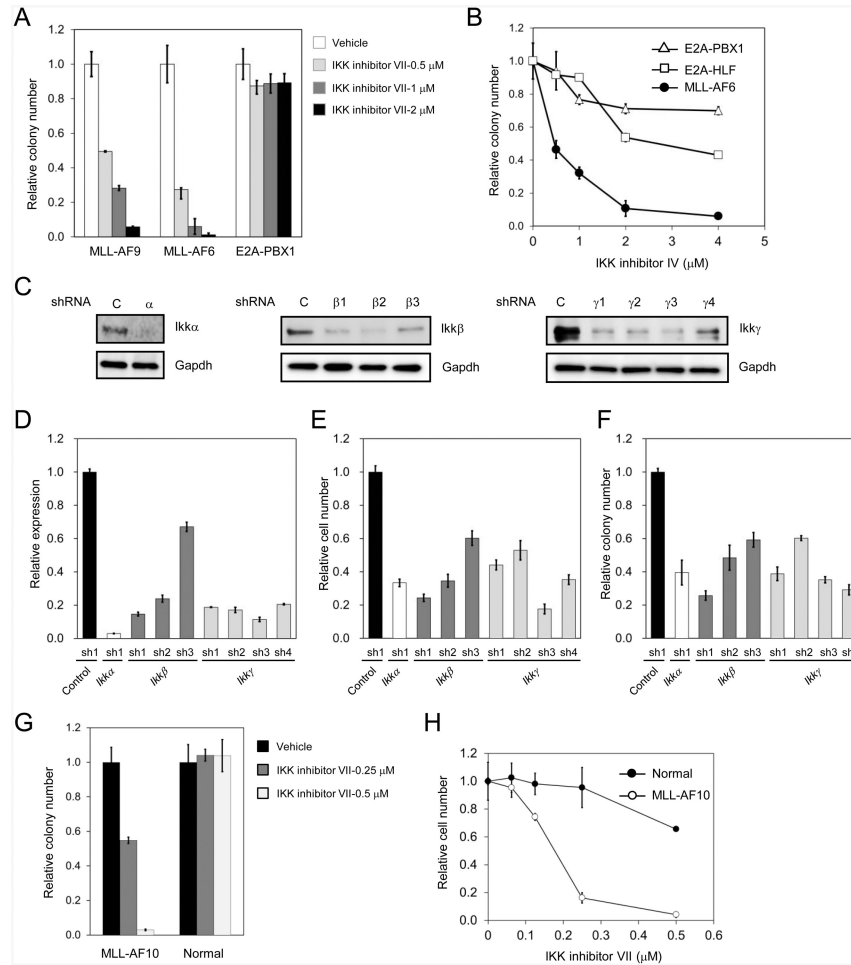 A
Relative colony number
1.2
1.0
0.8
0.6
0.4
0.2
0.0
MLL-AF9 MLL-AF6 E2A-PBX1
Vehicle
IKK inhibitor VII-0.5 μM
IKK inhibitor VII-1 μM
IKK inhibitor VII-2 μM
B
Relative colony number
1.2
1.0
0.8
0.6
0.4
0.2
0.0
0 1 2 3 4 5
IKK inhibitor IV (μM)
E2A-PBX1
E2A-HLF
MLL-AF6
C
shRNA C α
Ikkα
Gapdh
shRNA C β1 β2 β3
Ikkβ
Gapdh
shRNA C γ1 γ2 γ3 γ4
Ikkγ
Gapdh
D
Relative expression
1.2
1.0
0.8
0.6
0.4
0.2
0.0
sh1 sh1 sh1 sh2 sh3 sh1 sh2 sh3 sh4
Control Ikkα Ikkβ Ikkγ
E
Relative cell number
1.2
1.0
0.8
0.6
0.4
0.2
0.0
sh1 sh1 sh1 sh2 sh3 sh1 sh2 sh3 sh4
Control Ikkα Ikkβ Ikkγ
F
Relative colony number
1.2
1.0
0.8
0.6
0.4
0.2
0.0
sh1 sh1 sh1 sh2 sh3 sh1 sh2 sh3
Control Ikkα Ikkβ Ikkγ
G
Relative colony number
1.2
1.0
0.8
0.6
0.4
0.2
0.0
MLL-AF10 Normal
Vehicle
IKK inhibitor VII-0.25 μM
IKK inhibitor VII-0.5 μM
H
Relative cell number
1.2
1.0
0.8
0.6
0.4
0.2
0.0
0 0.1 0.2 0.3 0.4 0.5 0.6
IKK inhibitor VII (μM)
Normal
MLL-AF10